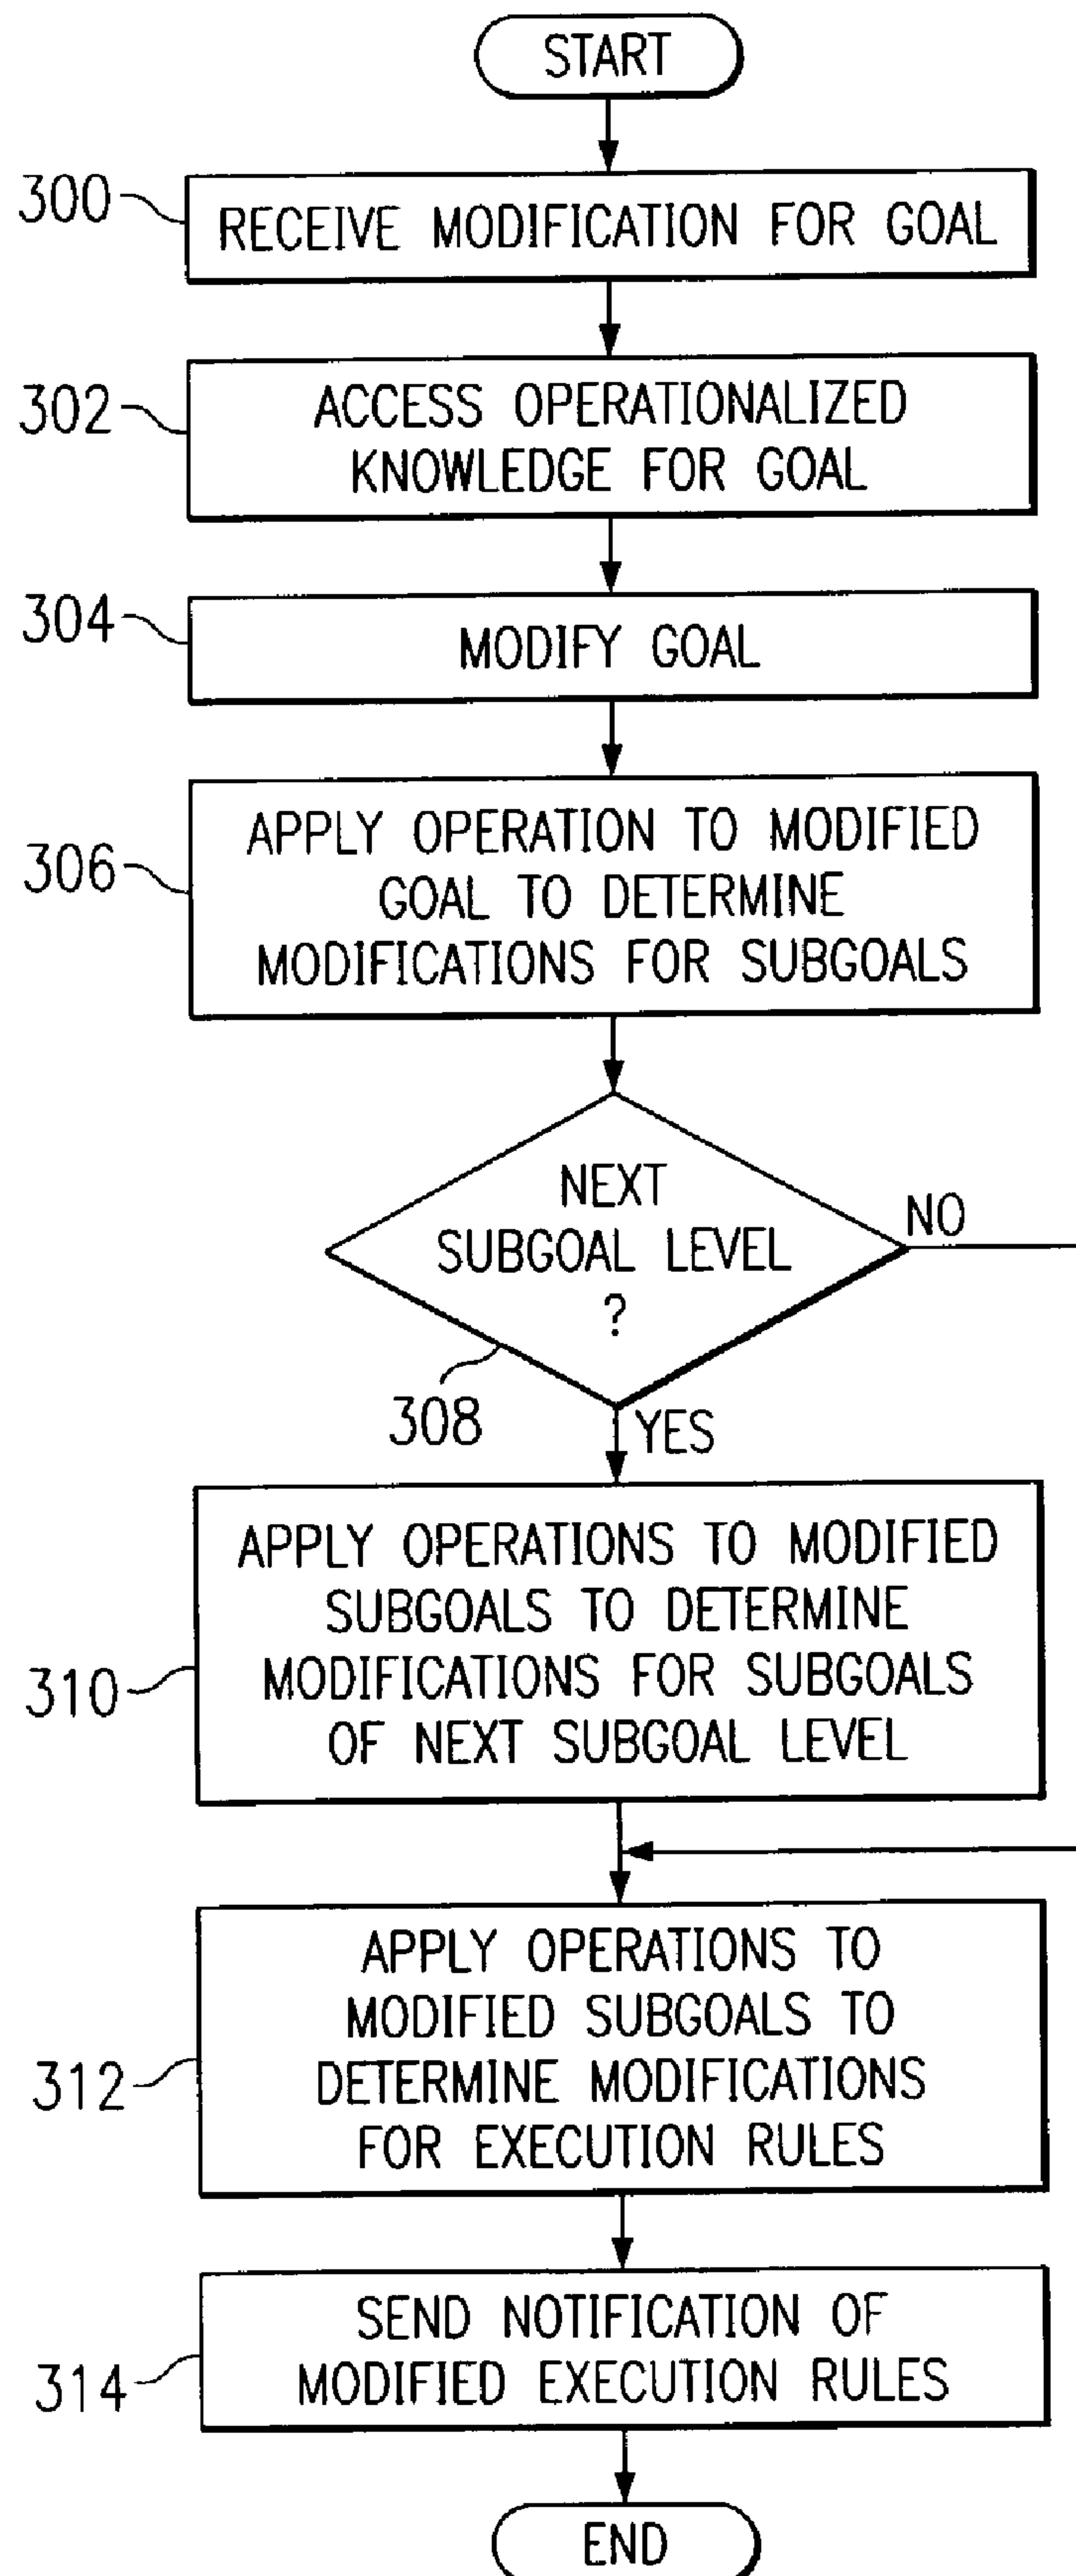 START
300
RECEIVE MODIFICATION FOR GOAL
302
ACCESS OPERATIONALIZED
KNOWLEDGE FOR GOAL
304
MODIFY GOAL
306
APPLY OPERATION TO MODIFIED
GOAL TO DETERMINE
MODIFICATIONS FOR SUBGOALS
NEXT
SUBGOAL LEVEL
?
NO
308
YES
310
APPLY OPERATIONS TO MODIFIED
SUBGOALS TO DETERMINE
MODIFICATIONS FOR SUBGOALS
OF NEXT SUBGOAL LEVEL
312
APPLY OPERATIONS TO
MODIFIED SUBGOALS TO
DETERMINE MODIFICATIONS
FOR EXECUTION RULES
314
SEND NOTIFICATION OF
MODIFIED EXECUTION RULES
END